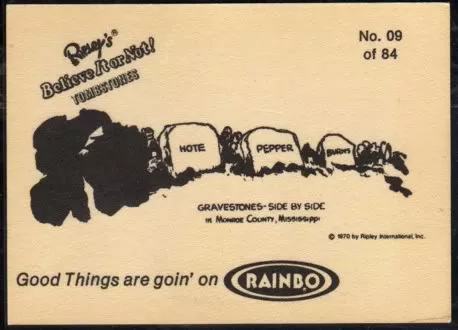 Ripley's®
Believe It or Not!
TOMBSTONES
No. 09
of 84
HOTE
PEPPER
BURNS
GRAVESTONES-SIDE BY SIDE
IN MONROE COUNTY, MISSISSIPPI
© 1970 by Ripley International, Inc.
Good Things are goin' on RAINBO®